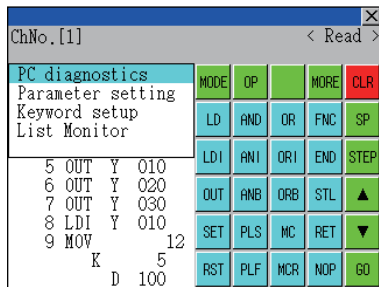 ChNo.[1] < Read >
PC diagnostics
Parameter setting
Keyword setup
List Monitor
5 OUT Y 010
6 OUT Y 020
7 OUT Y 030
8 LDI Y 010
9 MOV 12
K 5
D 100
MODE OP MORE CLR
LD AND OR FNC SP
LDI ANI ORI END STEP
OUT ANB ORB STL ▲
SET PLS MC RET ▼
RST PLF MCR NOP GO